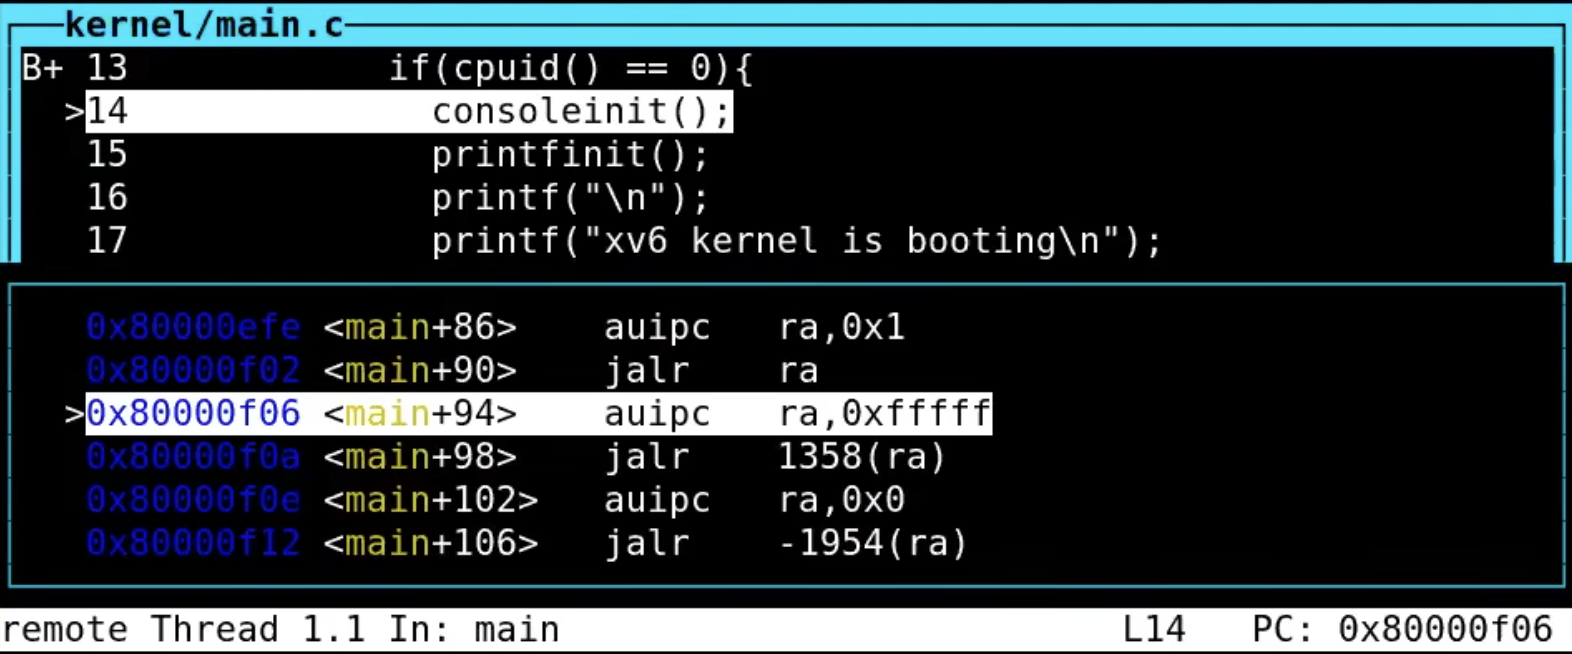 kernel/main.c
B+ 13 if(cpuid() == 0){
>14 consoleinit();
15 printfinit();
16 printf("\n");
17 printf("xv6 kernel is booting\n");
0x80000efe <main+86> auipc ra,0x1
0x80000f02 <main+90> jalr ra
>0x80000f06 <main+94> auipc ra,0xfffff
0x80000f0a <main+98> jalr 1358(ra)
0x80000f0e <main+102> auipc ra,0x0
0x80000f12 <main+106> jalr -1954(ra)
remote Thread 1.1 In: main L14 PC: 0x80000f06